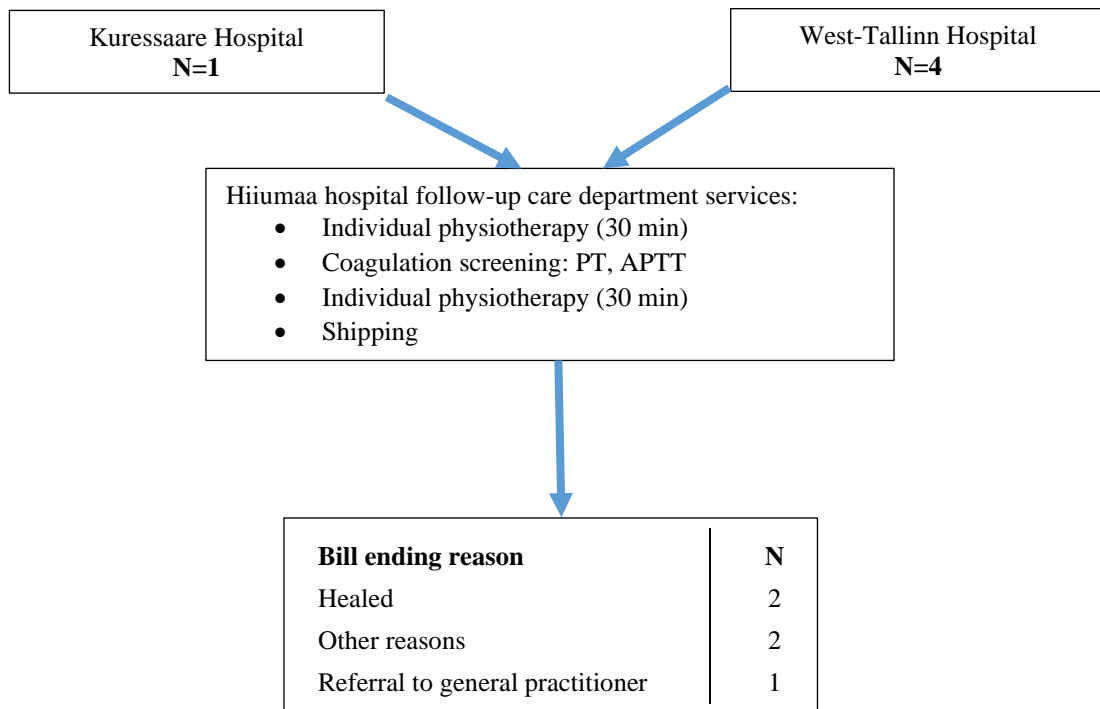 Kuressaare Hospital
N=1
West-Tallinn Hospital
N=4
Hiiumaa hospital follow-up care department services:
• Individual physiotherapy (30 min)
• Coagulation screening: PT, APTT
• Individual physiotherapy (30 min)
• Shipping
Bill ending reason N
Healed 2
Other reasons 2
Referral to general practitioner 1